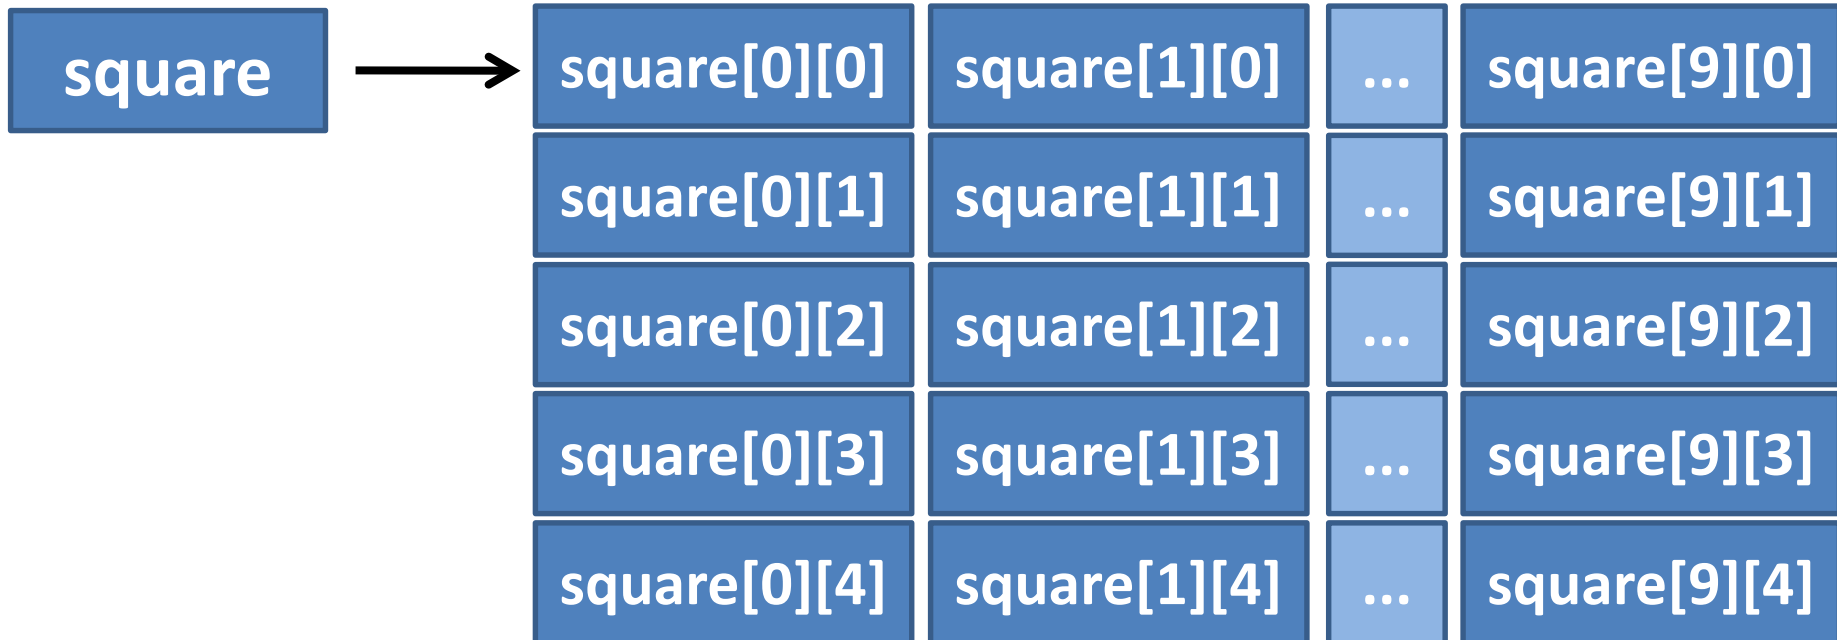 square square[0][0] square[1][0] ... square[9][0]
square[0][1] square[1][1] ... square[9][1]
square[0][2] square[1][2] ... square[9][2]
square[0][3] square[1][3] ... square[9][3]
square[0][4] square[1][4] ... square[9][4]